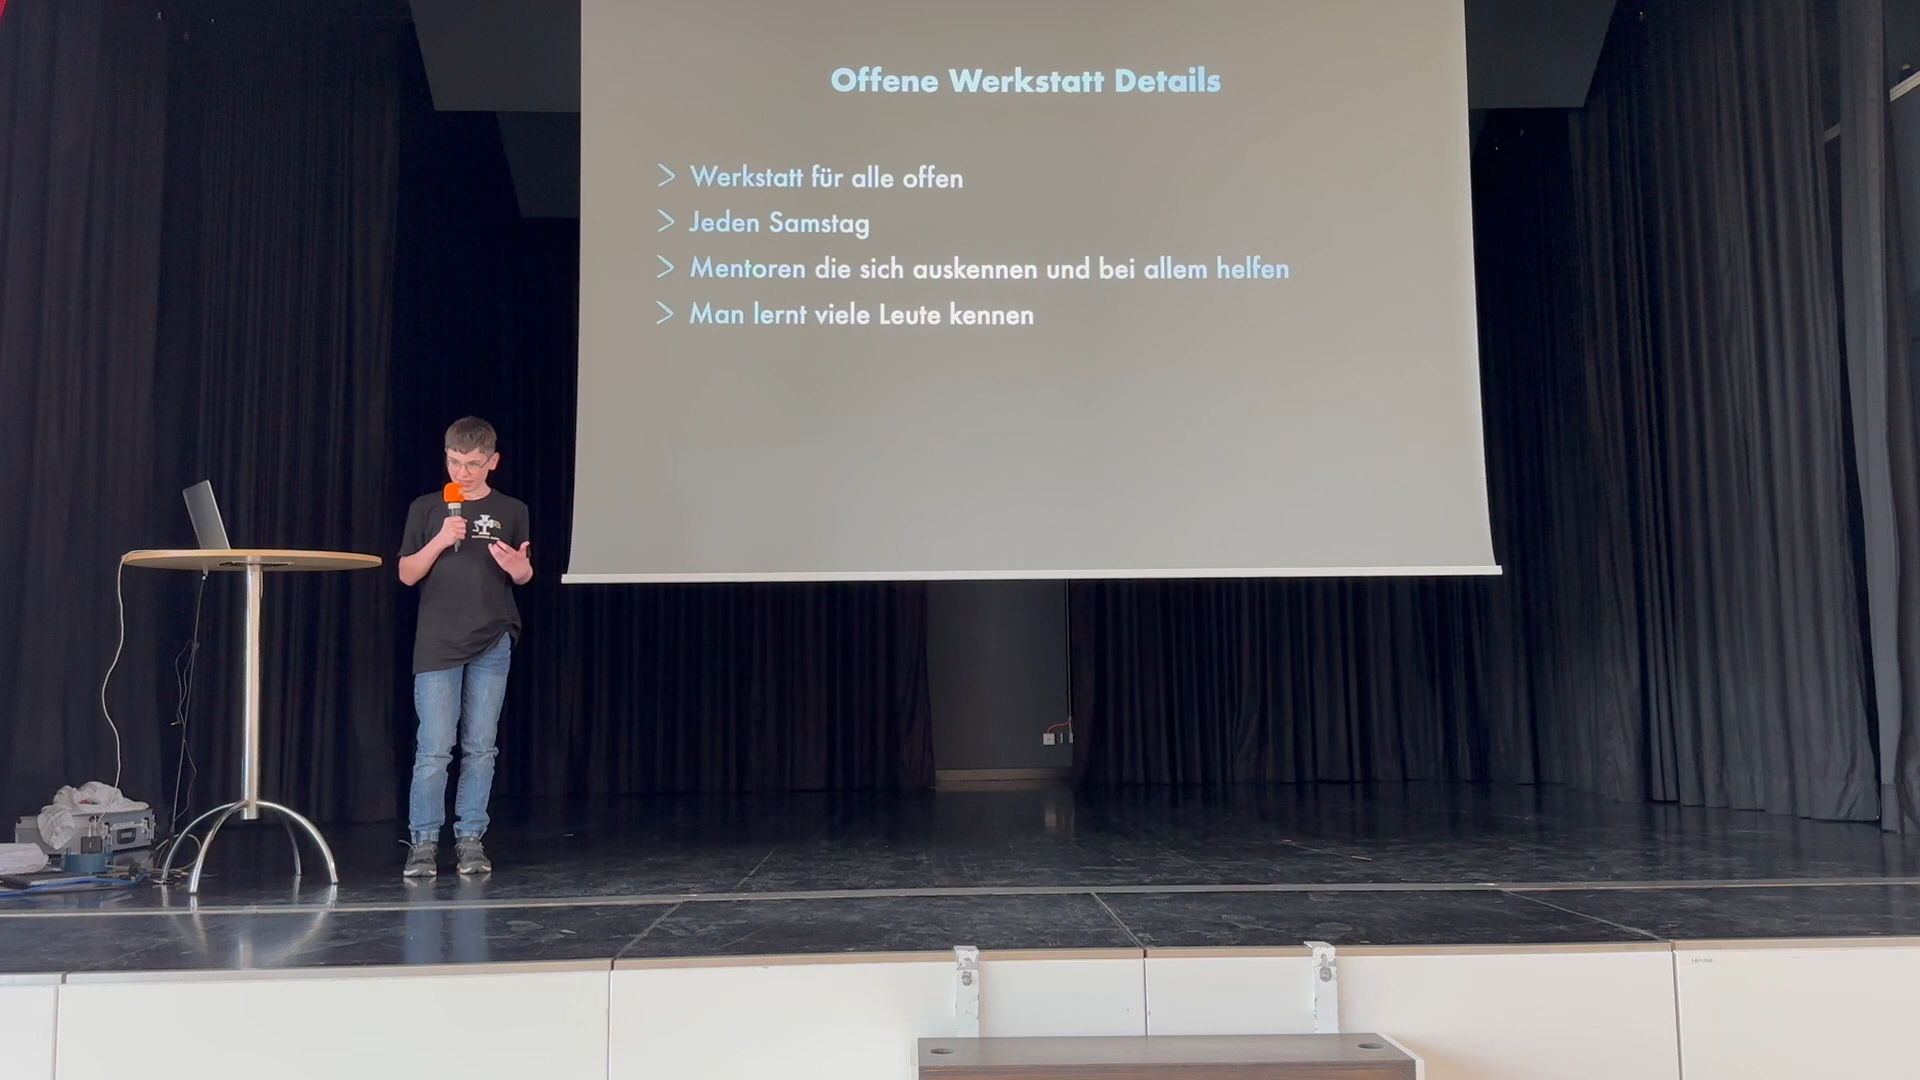 Offene Werkstatt Details
> Werkstatt für alle offen
> Jeden Samstag
> Mentoren die sich auskennen und bei allem helfen
> Man lernt viele Leute kennen